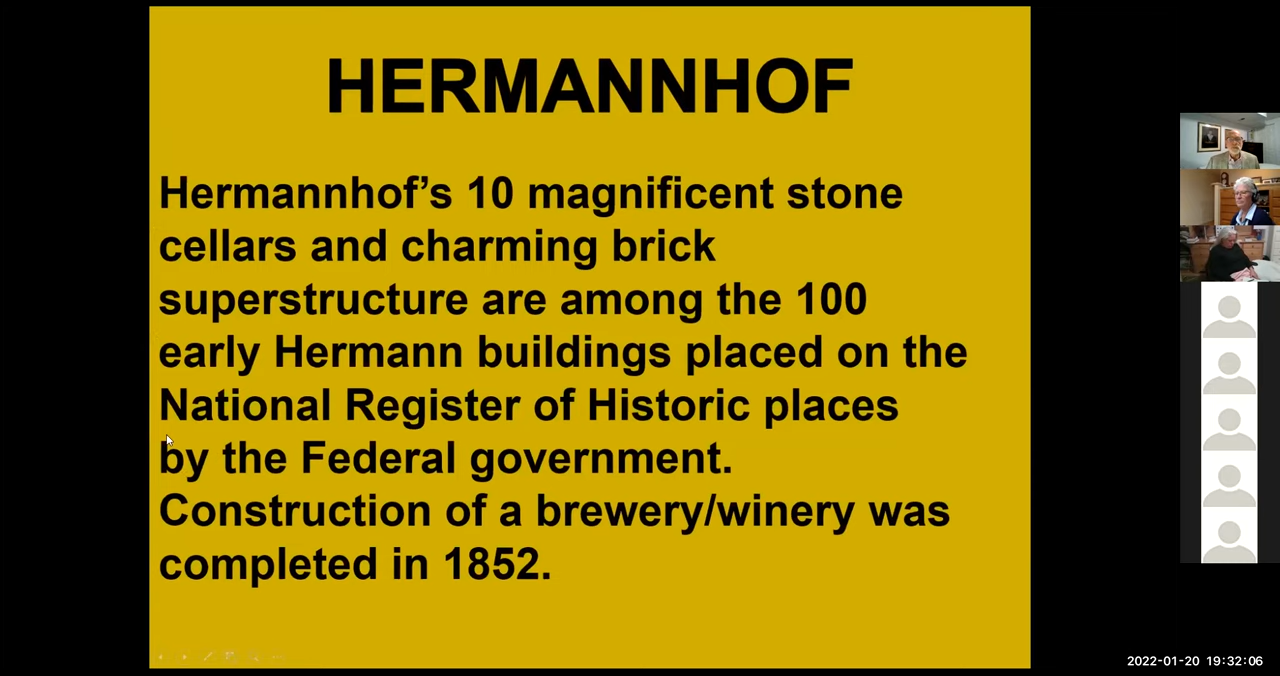 HERMANNHOF
Hermannhof’s 10 magnificent stone
cellars and charming brick
superstructure are among the 100
early Hermann buildings placed on the
National Register of Historic places
by the Federal government.
Construction of a brewery/winery was
completed in 1852.
2022-01-20 19:32:06